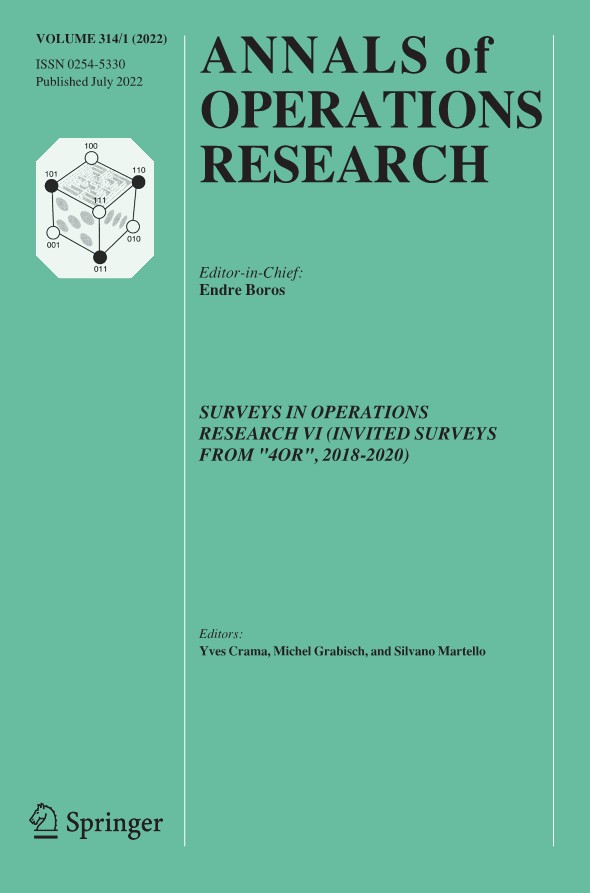 VOLUME 314/1 (2022)
ISSN 0254-5330
Published July 2022
100
101
110
111
001
010
011
ANNALS of
OPERATIONS
RESEARCH
Editor-in-Chief:
Endre Boros
SURVEYS IN OPERATIONS
RESEARCH VI (INVITED SURVEYS
FROM "4OR", 2018-2020)
Editors:
Yves Crama, Michel Grabisch, and Silvano Martello
Springer